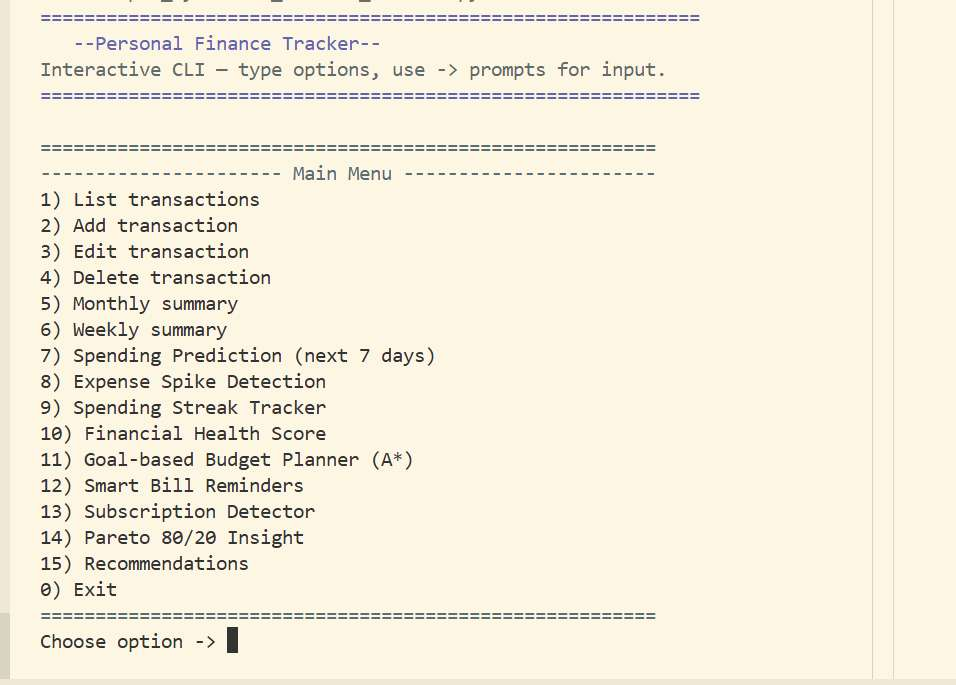 ============================================================
   --Personal Finance Tracker--
Interactive CLI — type options, use -> prompts for input.
============================================================
========================================================
---------------------- Main Menu -----------------------
1) List transactions
2) Add transaction
3) Edit transaction
4) Delete transaction
5) Monthly summary
6) Weekly summary
7) Spending Prediction (next 7 days)
8) Expense Spike Detection
9) Spending Streak Tracker
10) Financial Health Score
11) Goal-based Budget Planner (A*)
12) Smart Bill Reminders
13) Subscription Detector
14) Pareto 80/20 Insight
15) Recommendations
0) Exit
========================================================
Choose option ->